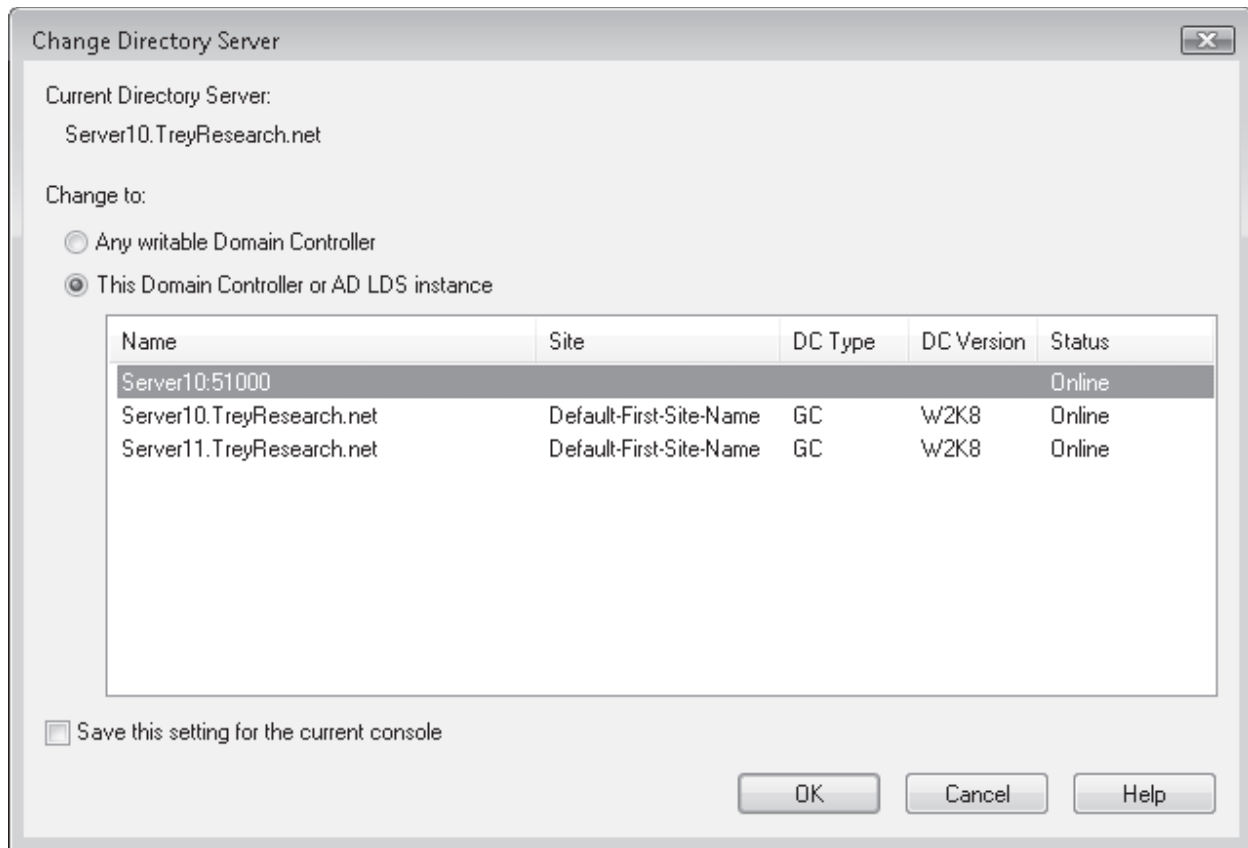 Change Directory Server
Current Directory Server:
Server10.TreyResearch.net
Change to:
Any writable Domain Controller
This Domain Controller or AD LDS instance
Name Site DC Type DC Version Status
Server10:51000 Online
Server10.TreyResearch.net Default-First-Site-Name GC W2K8 Online
Server11.TreyResearch.net Default-First-Site-Name GC W2K8 Online
Save this setting for the current console
OK Cancel Help